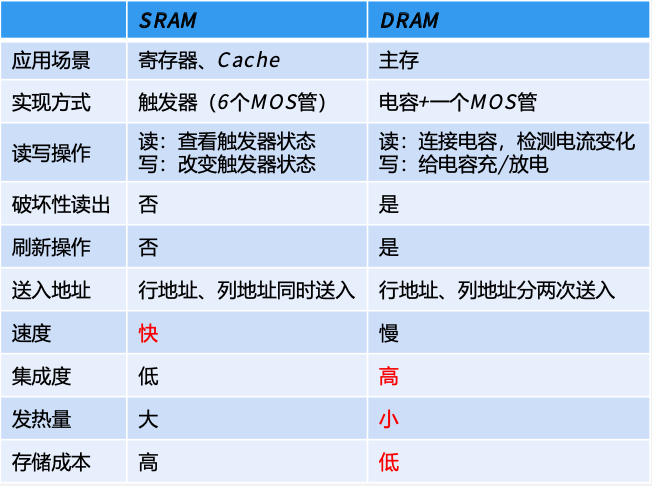 SRAM DRAM
应用场景 寄存器、Cache 主存
实现方式 触发器（6个MOS管） 电容+一个MOS管
读写操作 读：查看触发器状态 读：连接电容，检测电流变化
写：改变触发器状态 写：给电容充/放电
破坏性读出 否 是
刷新操作 否 是
送入地址 行地址、列地址同时送入 行地址、列地址分两次送入
速度 快 慢
集成度 低 高
发热量 大 小
存储成本 高 低